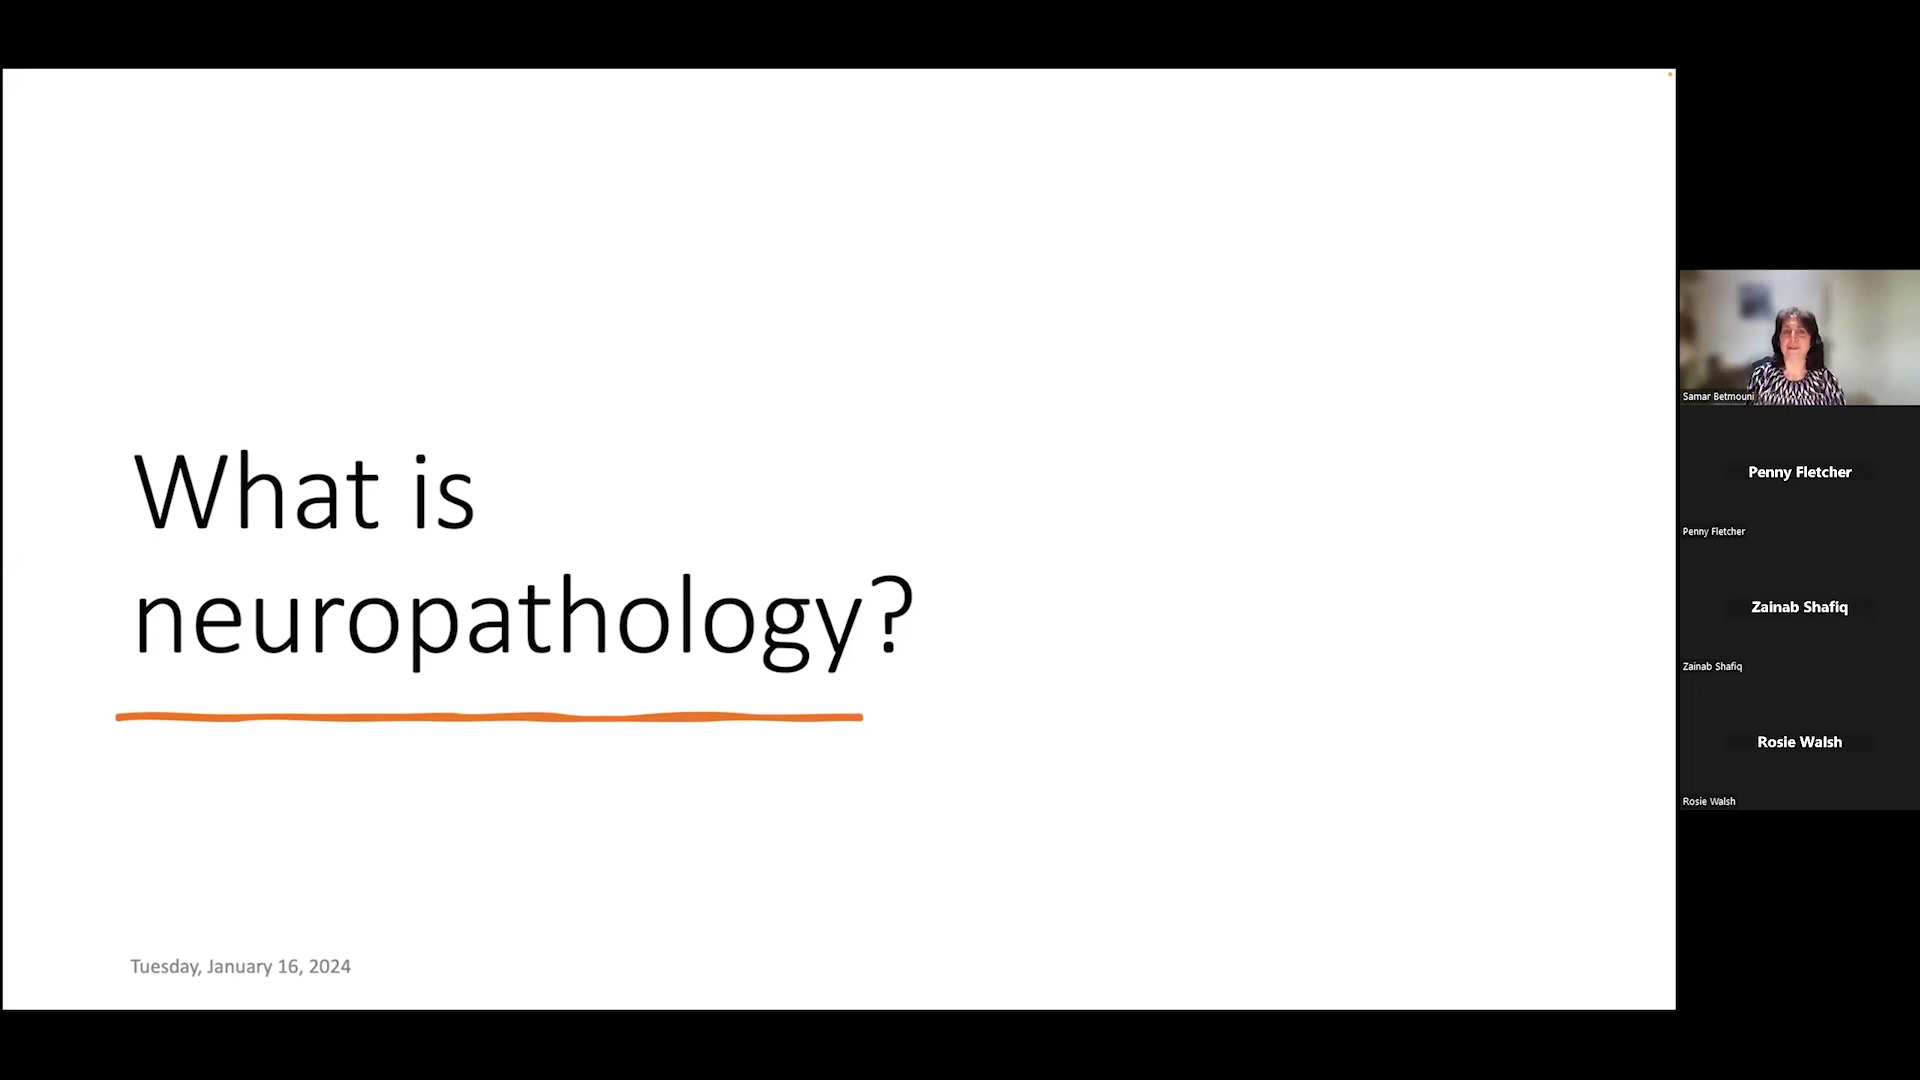 What is
neuropathology?
Tuesday, January 16, 2024
Samar Betmouni
Penny Fletcher
Penny Fletcher
Zainab Shafiq
Zainab Shafiq
Rosie Walsh
Rosie Walsh